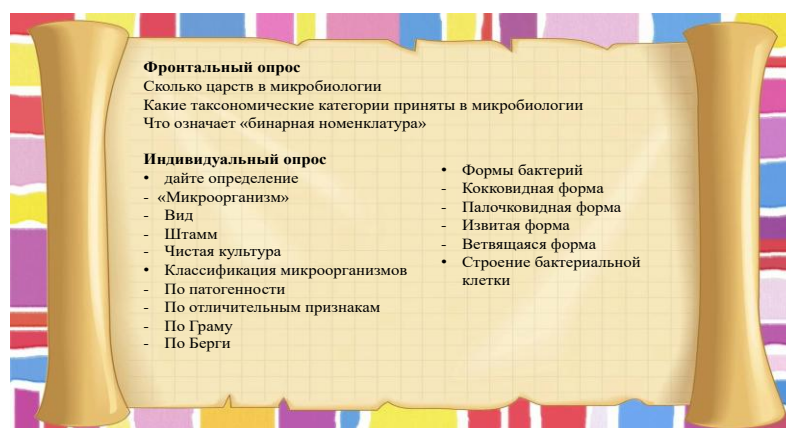 Фронтальный опрос
Сколько царств в микробиологии
Какие таксономические категории приняты в микробиологии
Что означает «бинарная номенклатура»
Индивидуальный опрос
• дайте определение
- «Микроорганизм»
- Вид
- Штамм
- Чистая культура
• Классификация микроорганизмов
- По патогенности
- По отличительным признакам
- По Граму
- По Берги
• Формы бактерий
- Кокковидная форма
- Палочковидная форма
- Извитая форма
- Ветвящаяся форма
• Строение бактериальной
клетки